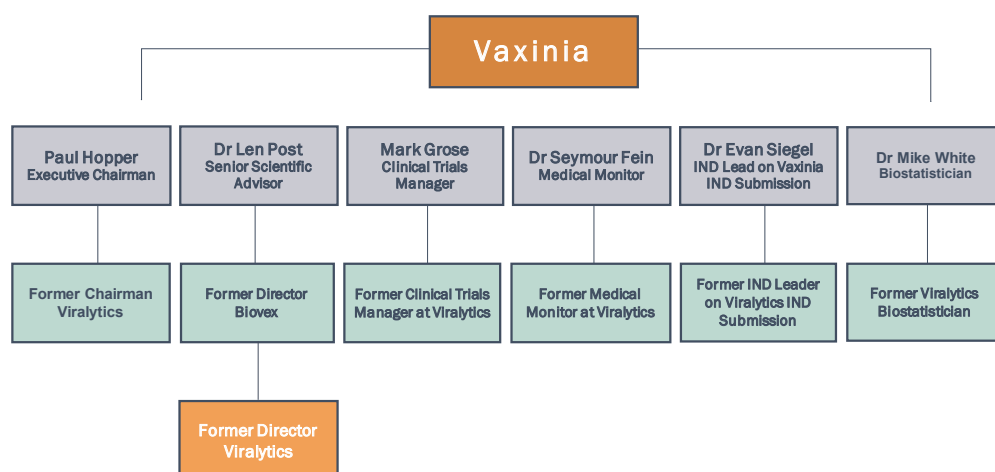 Vaxinia
Paul Hopper
Executive Chairman
Dr Len Post
Senior Scientific
Advisor
Mark Grose
Clinical Trials
Manager
Dr Seymour Fein
Medical Monitor
Dr Evan Siegel
IND Lead on Vaxinia
IND Submission
Dr Mike White
Biostatistician
Former Chairman
Viralytics
Former Director
Biovex
Former Clinical Trials
Manager at Viralytics
Former Medical
Monitor at Viralytics
Former IND Leader
on Viralytics IND
Submission
Former Viralytics
Biostatistician
Former Director
Viralytics